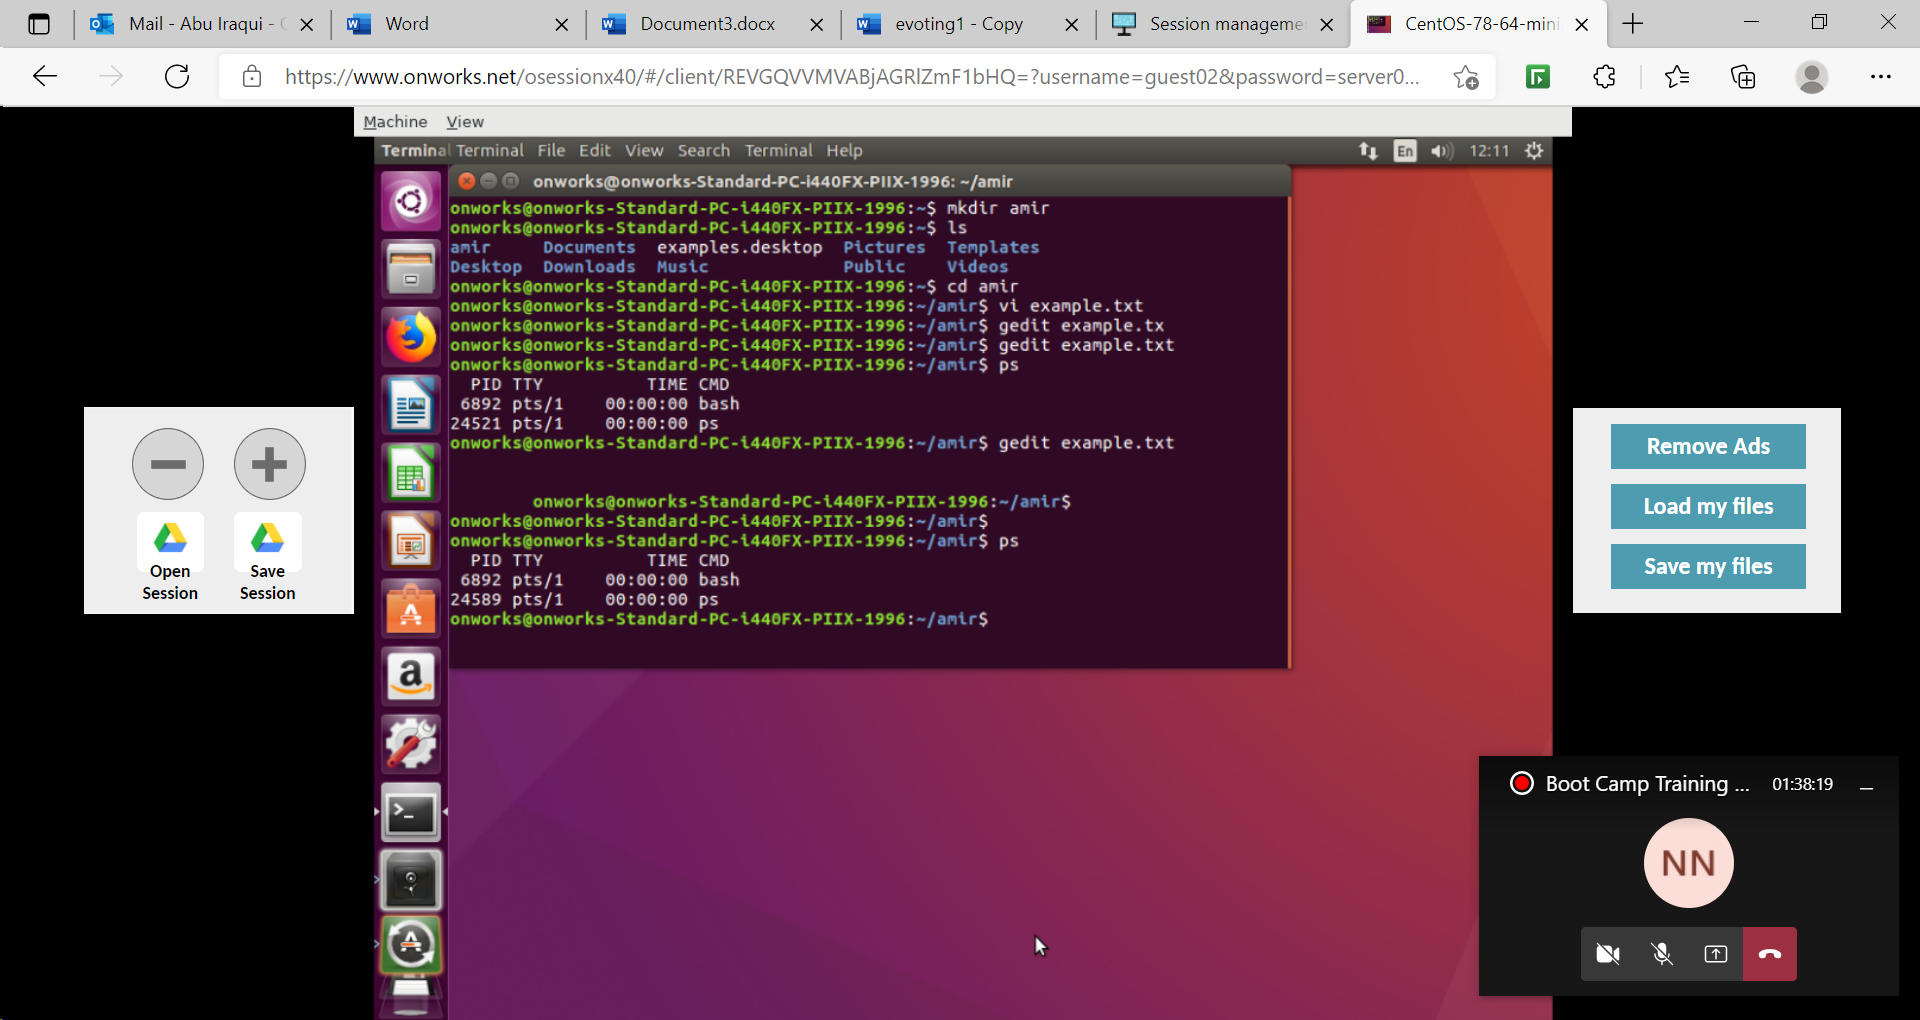 Mail - Abu Iraqui -
Word
Document3.docx
evoting1 - Copy
Session manageme
CentOS-78-64-mini
https://www.onworks.net/osessionx40/#/client/REVGQVVMVABjAGRlZmF1bHQ=?username=guest02&password=server0...
Machine View
Terminal Terminal File Edit View Search Terminal Help
En 12:11
onworks@onworks-Standard-PC-i440FX-PIIX-1996: ~/amir
onworks@onworks-Standard-PC-i440FX-PIIX-1996:~$ mkdir amir
onworks@onworks-Standard-PC-i440FX-PIIX-1996:~$ ls
amir Documents examples.desktop Pictures Templates
Desktop Downloads Music Public Videos
onworks@onworks-Standard-PC-i440FX-PIIX-1996:~$ cd amir
onworks@onworks-Standard-PC-i440FX-PIIX-1996:~/amir$ vi example.txt
onworks@onworks-Standard-PC-i440FX-PIIX-1996:~/amir$ gedit example.tx
onworks@onworks-Standard-PC-i440FX-PIIX-1996:~/amir$ gedit example.txt
onworks@onworks-Standard-PC-i440FX-PIIX-1996:~/amir$ ps
PID TTY TIME CMD
6892 pts/1 00:00:00 bash
24521 pts/1 00:00:00 ps
onworks@onworks-Standard-PC-i440FX-PIIX-1996:~/amir$ gedit example.txt
onworks@onworks-Standard-PC-i440FX-PIIX-1996:~/amir$
onworks@onworks-Standard-PC-i440FX-PIIX-1996:~/amir$
onworks@onworks-Standard-PC-i440FX-PIIX-1996:~/amir$ ps
PID TTY TIME CMD
6892 pts/1 00:00:00 bash
24589 pts/1 00:00:00 ps
onworks@onworks-Standard-PC-i440FX-PIIX-1996:~/amir$
Open
Session
Save
Session
Remove Ads
Load my files
Save my files
Boot Camp Training ... 01:38:19
NN